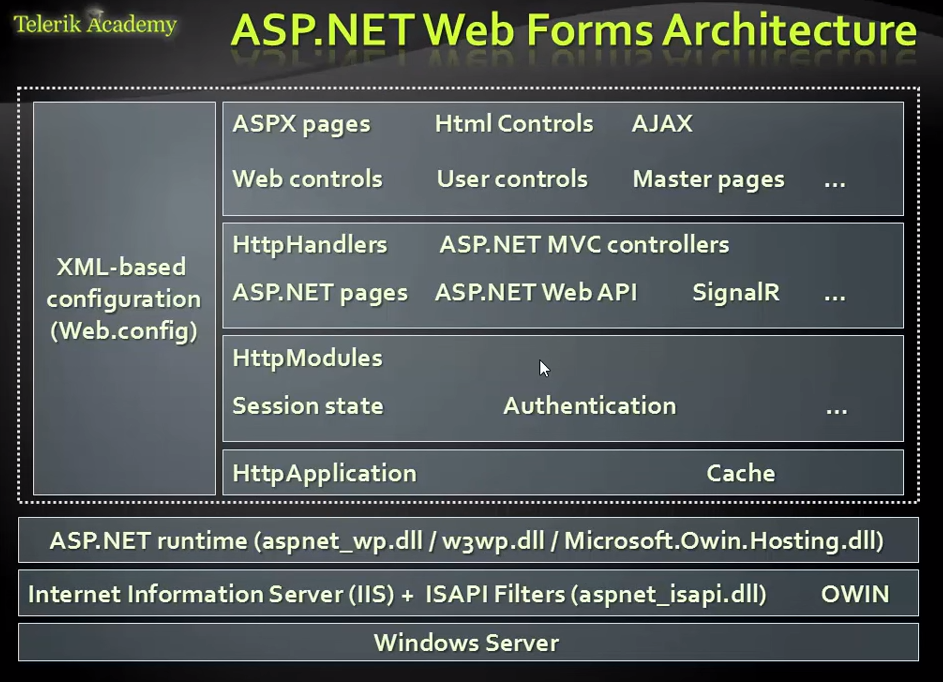 Telerik Academy
ASP.NET Web Forms Architecture
XML-based
configuration
(Web.config)
ASPX pages Html Controls AJAX
Web controls User controls Master pages ...
HttpHandlers ASP.NET MVC controllers
ASP.NET pages ASP.NET Web API SignalR ...
HttpModules
Session state Authentication ...
HttpApplication Cache
ASP.NET runtime (aspnet_wp.dll / w3wp.dll / Microsoft.Owin.Hosting.dll)
Internet Information Server (IIS) + ISAPI Filters (aspnet_isapi.dll) OWIN
Windows Server